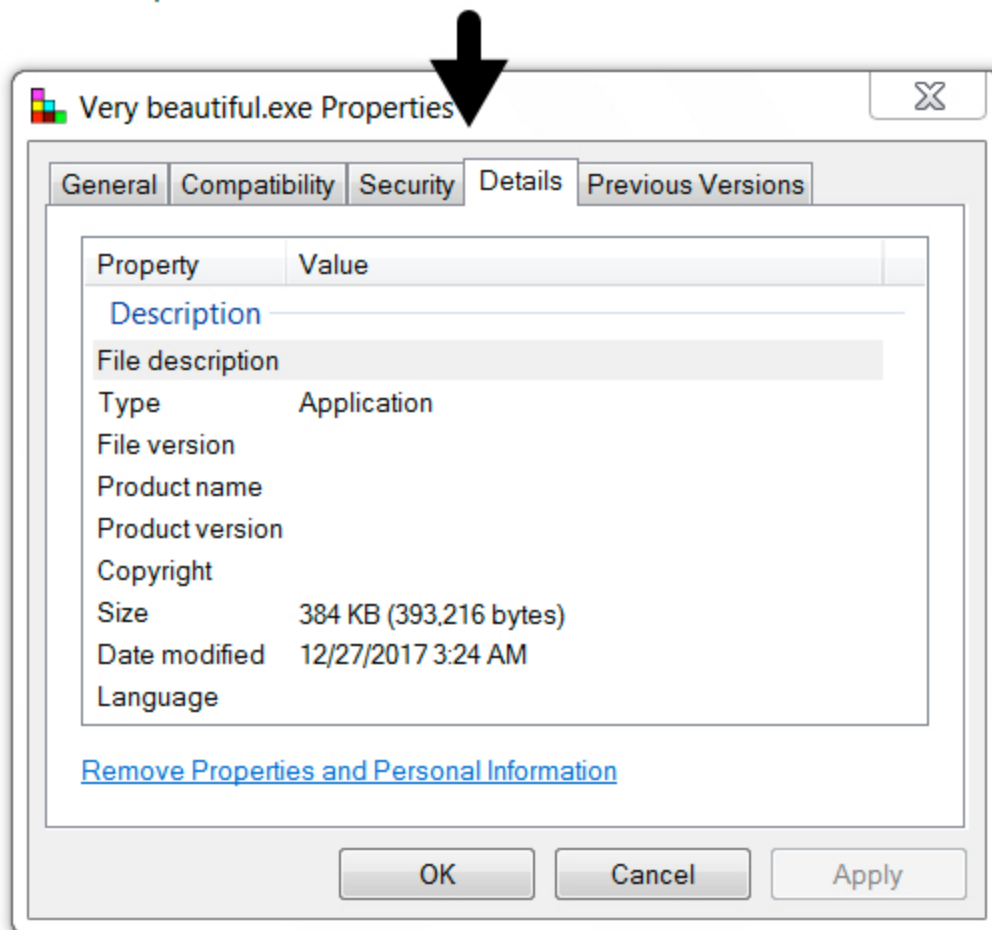 Very beautiful.exe Properties
General Compatibility Security Details Previous Versions
Property Value
Description
File description
Type Application
File version
Product name
Product version
Copyright
Size 384 KB (393,216 bytes)
Date modified 12/27/2017 3:24 AM
Language
Remove Properties and Personal Information
OK Cancel Apply